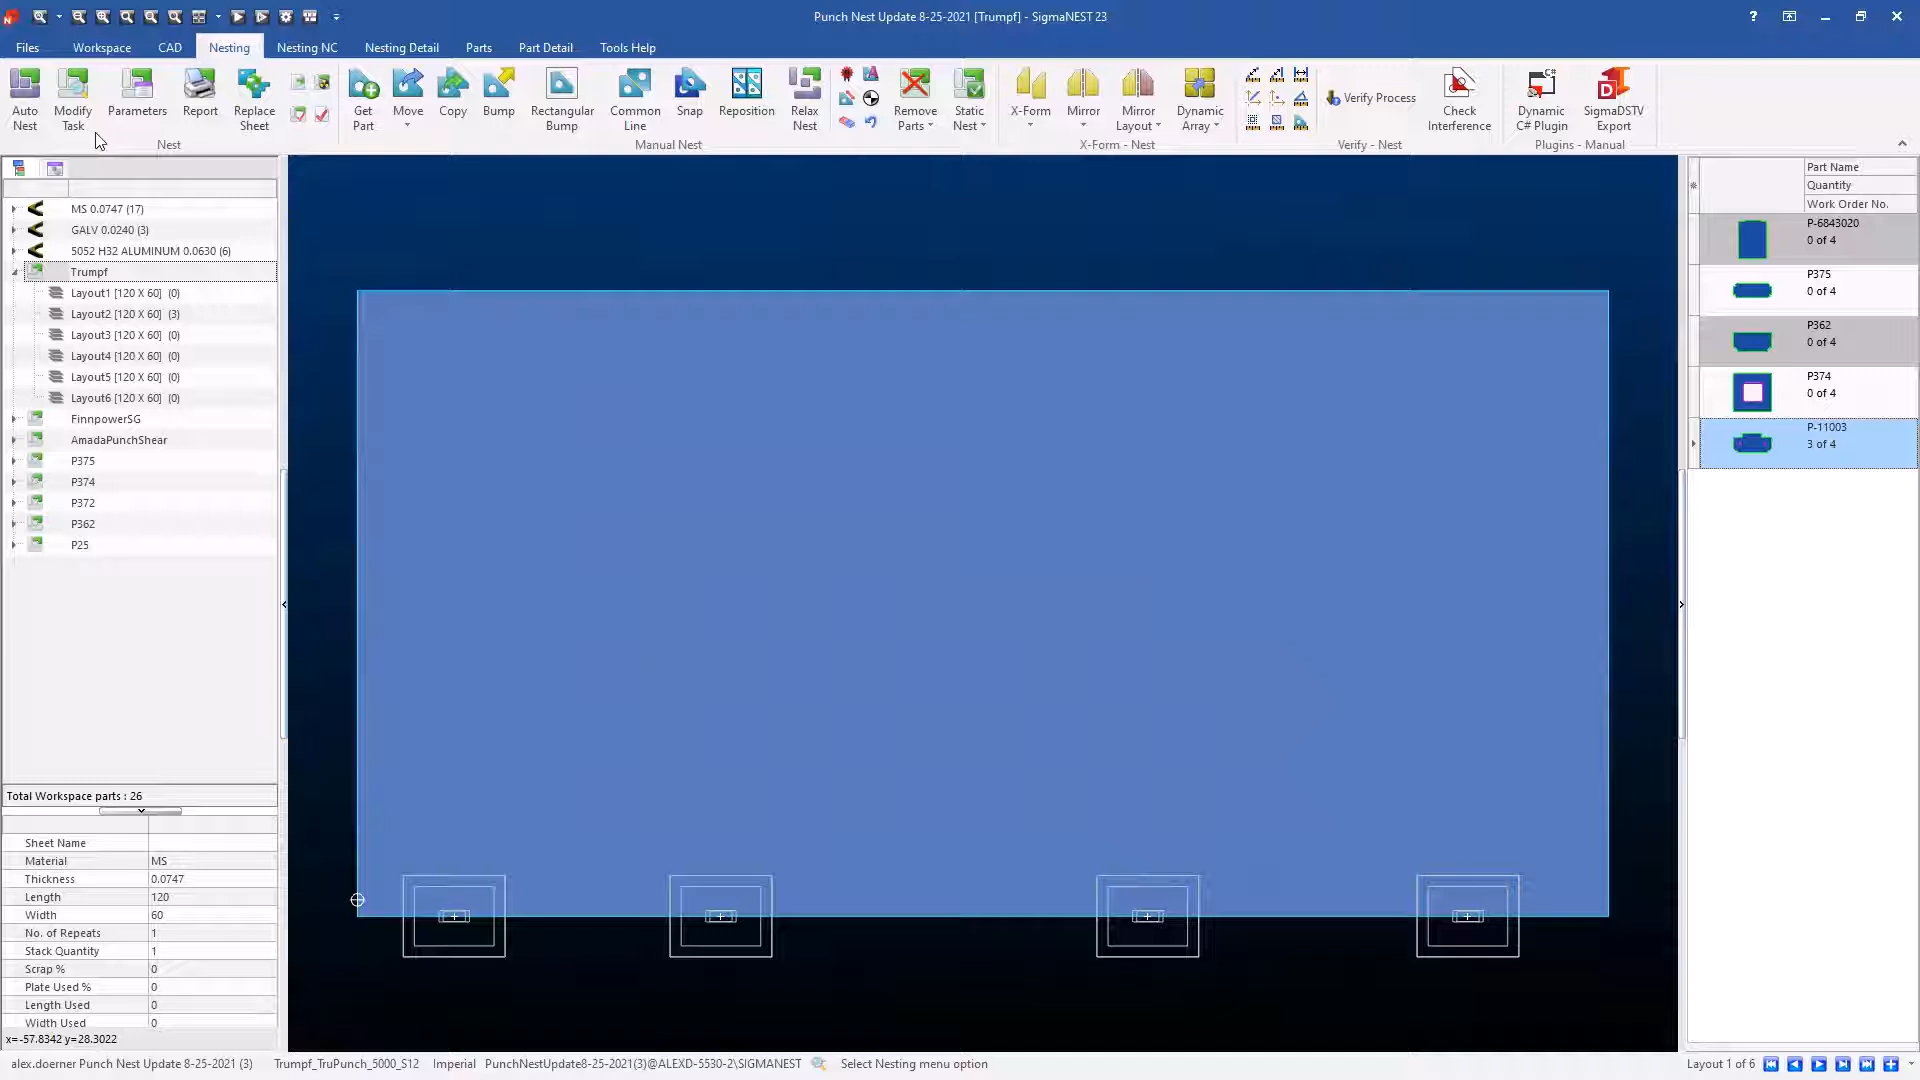 Punch Nest Update 8-25-2021 [Trumpf] - SigmaNEST 23
Files
Workspace
CAD
Nesting
Nesting NC
Nesting Detail
Parts
Part Detail
Tools Help
Auto Nest
Modify Task
Parameters
Report
Replace Sheet
Get Part
Move
Copy
Bump
Rectangular Bump
Common Line
Snap
Reposition
Relax Nest
Remove Parts
Static Nest
X-Form
Mirror
Mirror Layout
Dynamic Array
Verify Process
Check Interference
Dynamic C# Plugin
SigmaDSTV Export
Nest
Manual Nest
X-Form - Nest
Verify - Nest
Plugins - Manual
MS 0.0747 (17)
GALV 0.0240 (3)
5052 H32 ALUMINUM 0.0630 (6)
Trumpf
Layout1 [120 X 60] (0)
Layout2 [120 X 60] (3)
Layout3 [120 X 60] (0)
Layout4 [120 X 60] (0)
Layout5 [120 X 60] (0)
Layout6 [120 X 60] (0)
FinnpowerSG
AmadaPunchShear
P375
P374
P372
P362
P25
Total Workspace parts : 26
Sheet Name
Material MS
Thickness 0.0747
Length 120
Width 60
No. of Repeats 1
Stack Quantity 1
Scrap % 0
Plate Used % 0
Length Used 0
Width Used 0
x=-57.8342 y=28.3022
Part Name
Quantity
Work Order No.
P-6843020
0 of 4
P375
0 of 4
P362
0 of 4
P374
0 of 4
P-11003
3 of 4
alex.doerner Punch Nest Update 8-25-2021 (3)
Trumpf_TruPunch_5000_S12
Imperial
PunchNestUpdate8-25-2021(3)@ALEXD-5530-2\SIGMANEST
Select Nesting menu option
Layout 1 of 6